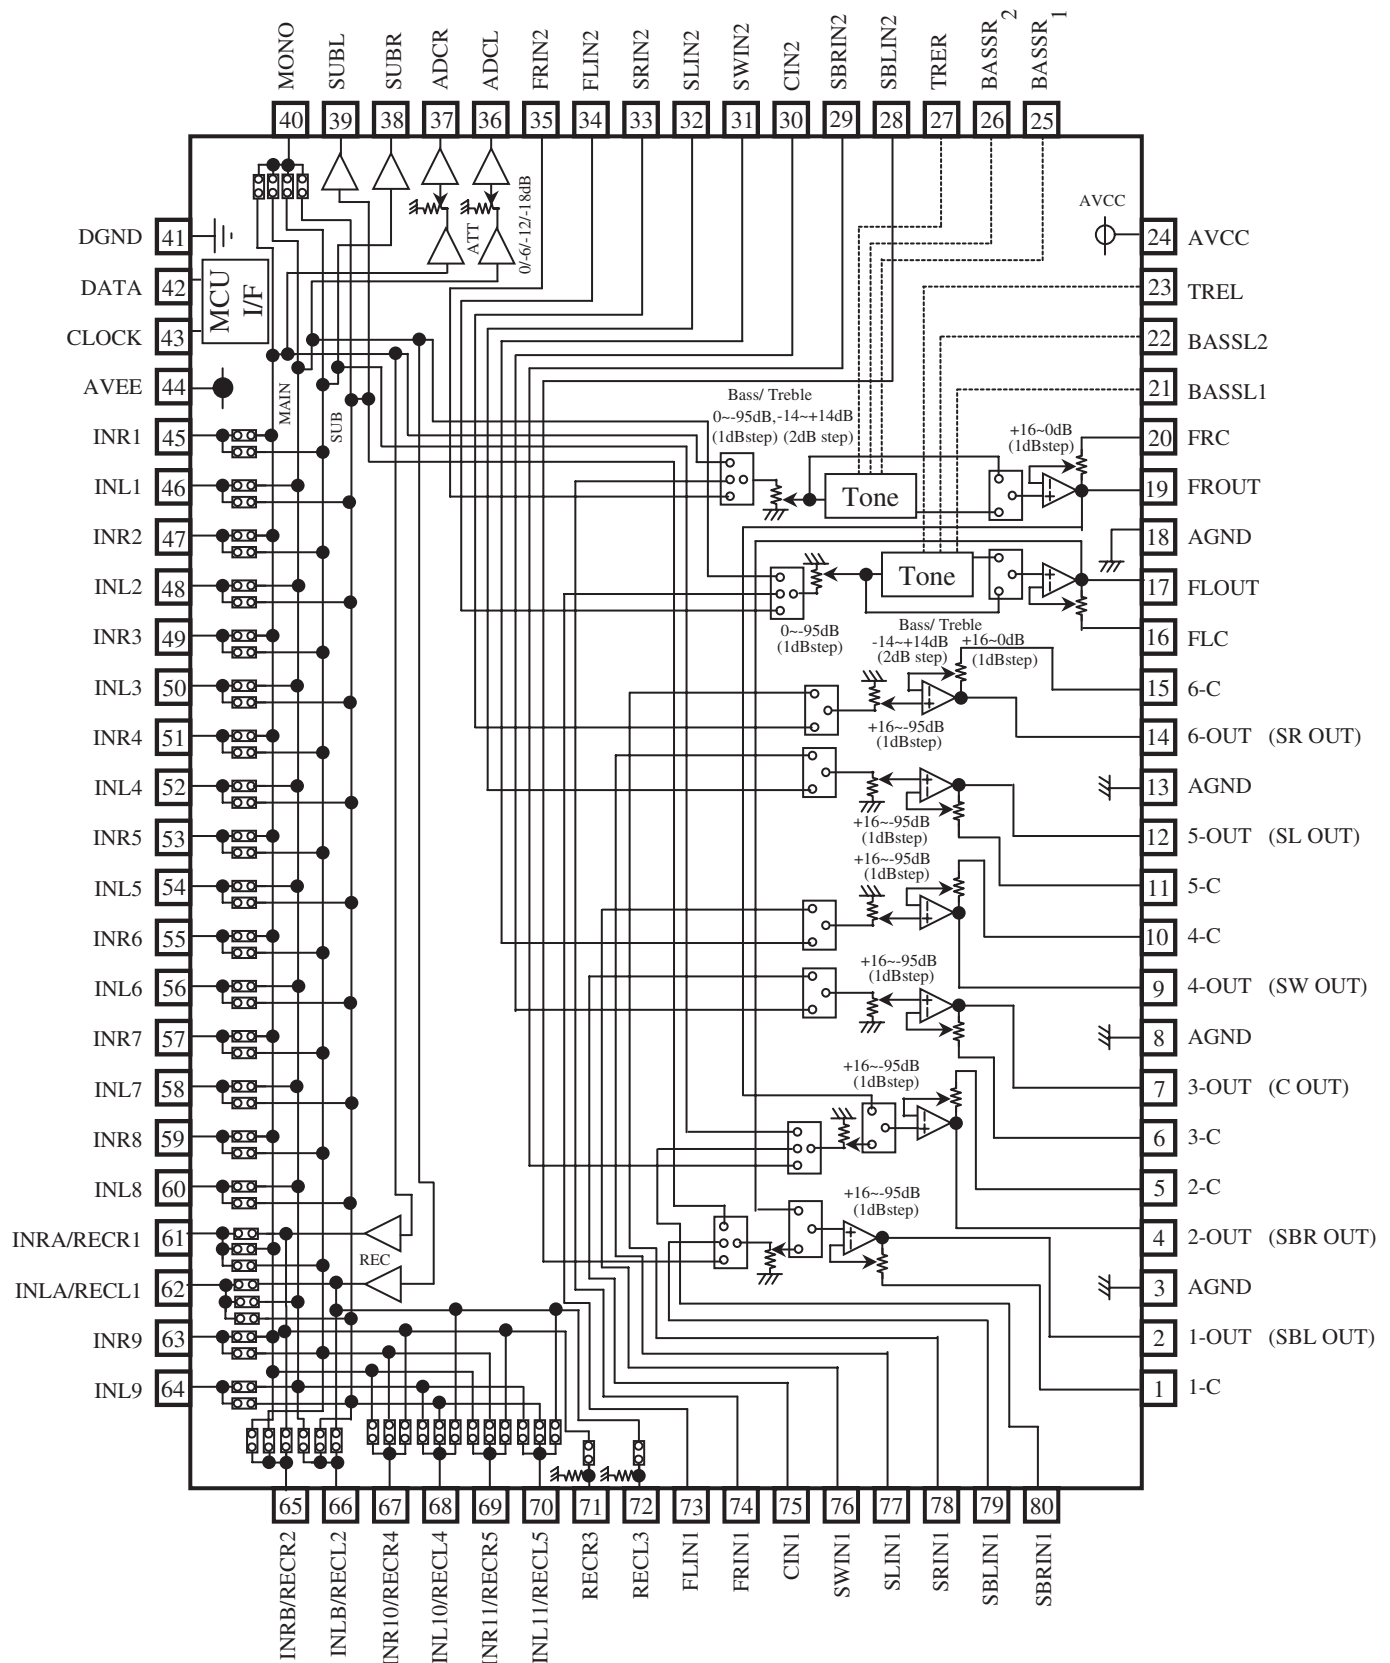 MONO
SUBL
SUBR
ADCR
ADCL
FRIN2
FLIN2
SRIN2
SLIN2
SWIN2
CIN2
SBRIN2
SBLIN2
TRER
BASSR2
BASSR1
40
39
38
37
36
35
34
33
32
31
30
29
28
27
26
25
DGND 41
DATA 42
CLOCK 43
AVEE 44
INR1 45
INL1 46
INR2 47
INL2 48
INR3 49
INL3 50
INR4 51
INL4 52
INR5 53
INL5 54
INR6 55
INL6 56
INR7 57
INL7 58
INR8 59
INL8 60
INRA/RECR1 61
INLA/RECL1 62
INR9 63
INL9 64
MCU
I/F
MAIN
SUB
ATT
0/-6/-12/-18dB
REC
Bass/ Treble
0~-95dB,-14~+14dB
(1dBstep) (2dB step)
Tone
+16~0dB
(1dBstep)
Tone
0~-95dB
(1dBstep)
Bass/ Treble
-14~+14dB
(2dB step)
+16~0dB
(1dBstep)
+16~-95dB
(1dBstep)
+16~-95dB
(1dBstep)
+16~-95dB
(1dBstep)
+16~-95dB
(1dBstep)
+16~-95dB
(1dBstep)
+16~-95dB
(1dBstep)
AVCC
24 AVCC
23 TREL
22 BASSL2
21 BASSL1
20 FRC
19 FROUT
18 AGND
17 FLOUT
16 FLC
15 6-C
14 6-OUT (SR OUT)
13 AGND
12 5-OUT (SL OUT)
11 5-C
10 4-C
9 4-OUT (SW OUT)
8 AGND
7 3-OUT (C OUT)
6 3-C
5 2-C
4 2-OUT (SBR OUT)
3 AGND
2 1-OUT (SBL OUT)
1 1-C
65
66
67
68
69
70
71
72
73
74
75
76
77
78
79
80
INRB/RECR2
INLB/RECL2
INR10/RECR4
INL10/RECL4
INR11/RECR5
INL11/RECL5
RECR3
RECL3
FLIN1
FRIN1
CIN1
SWIN1
SLIN1
SRIN1
SBLIN1
SBRIN1